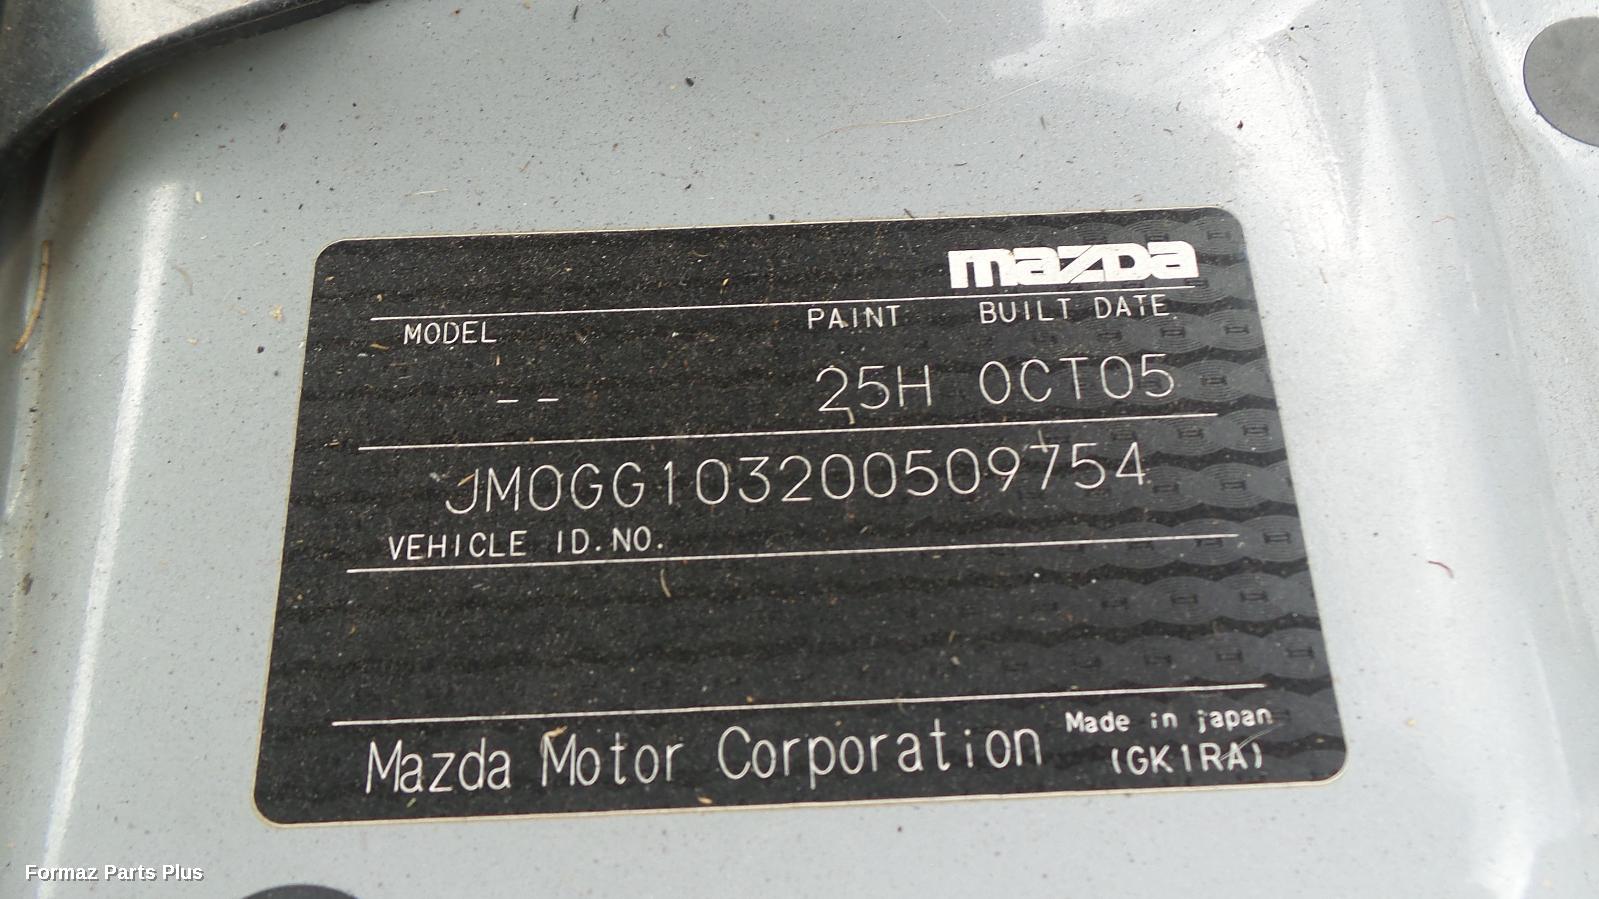 mazda
MODEL PAINT BUILT DATE
-- 25H OCT05
JM0GG103200509754
VEHICLE ID.NO.
Mazda Motor Corporation Made in japan
(GK1RA)
Formaz Parts Plus